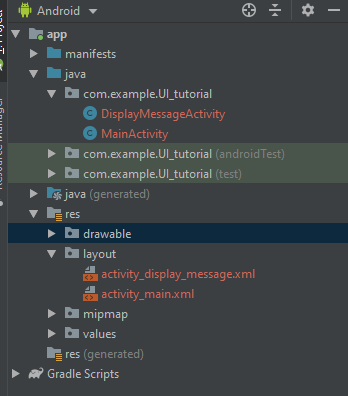 Android
app
manifests
java
com.example.UI_tutorial
DisplayMessageActivity
MainActivity
com.example.UI_tutorial (androidTest)
com.example.UI_tutorial (test)
java (generated)
res
drawable
layout
activity_display_message.xml
activity_main.xml
mipmap
values
res (generated)
Gradle Scripts